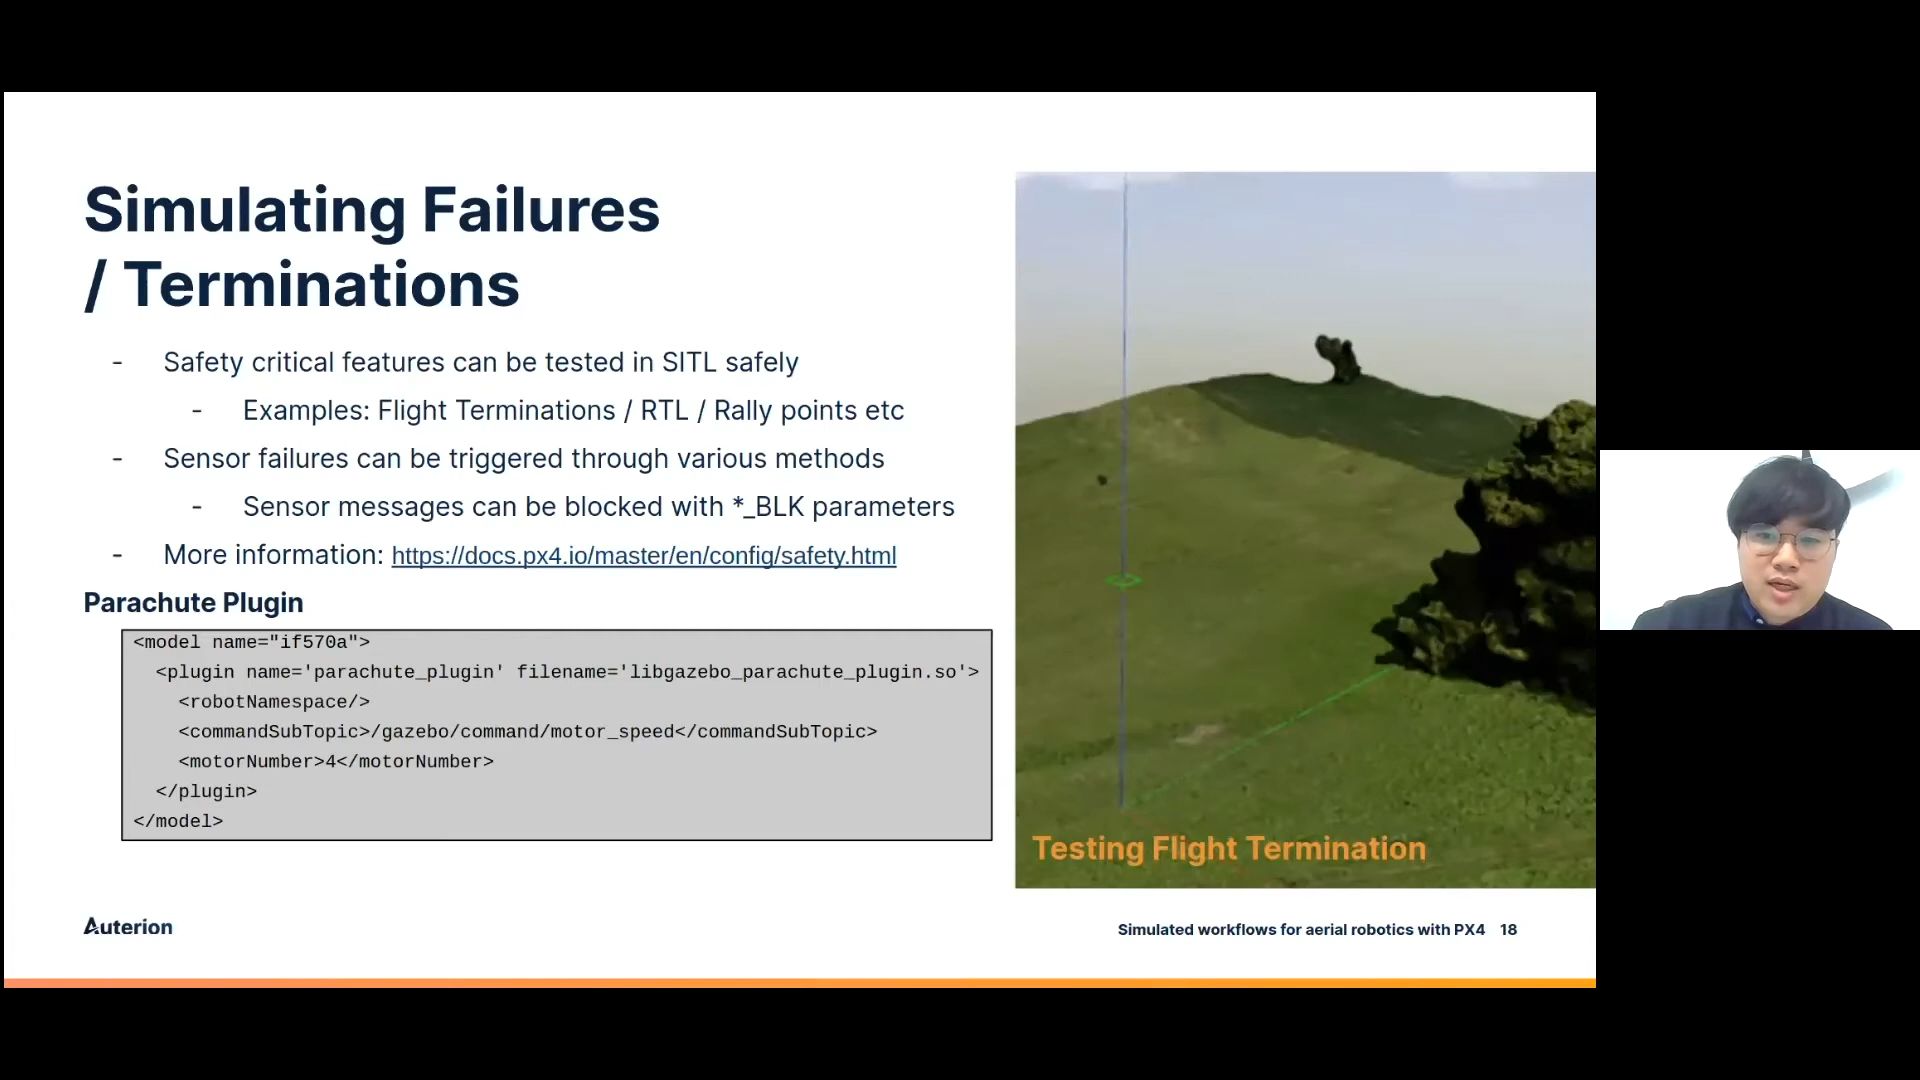 Simulating Failures
/ Terminations
- Safety critical features can be tested in SITL safely
- Examples: Flight Terminations / RTL / Rally points etc
- Sensor failures can be triggered through various methods
- Sensor messages can be blocked with *_BLK parameters
- More information: https://docs.px4.io/master/en/config/safety.html
Parachute Plugin
<model name="if570a">
<plugin name='parachute_plugin' filename='libgazebo_parachute_plugin.so'>
<robotNamespace/>
<commandSubTopic>/gazebo/command/motor_speed</commandSubTopic>
<motorNumber>4</motorNumber>
</plugin>
</model>
Testing Flight Termination
Auterion
Simulated workflows for aerial robotics with PX4 18